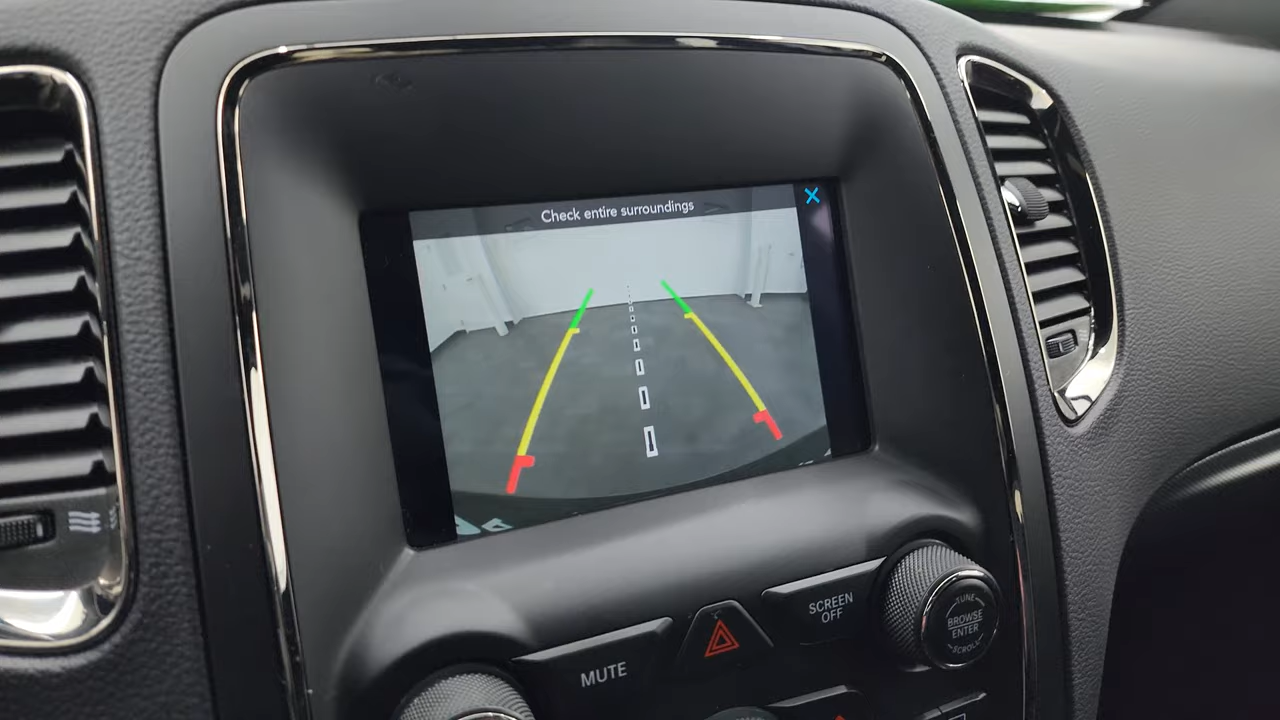 Check entire surroundings
MUTE
SCREEN
OFF
TUNE
BROWSE
ENTER
SCROLL